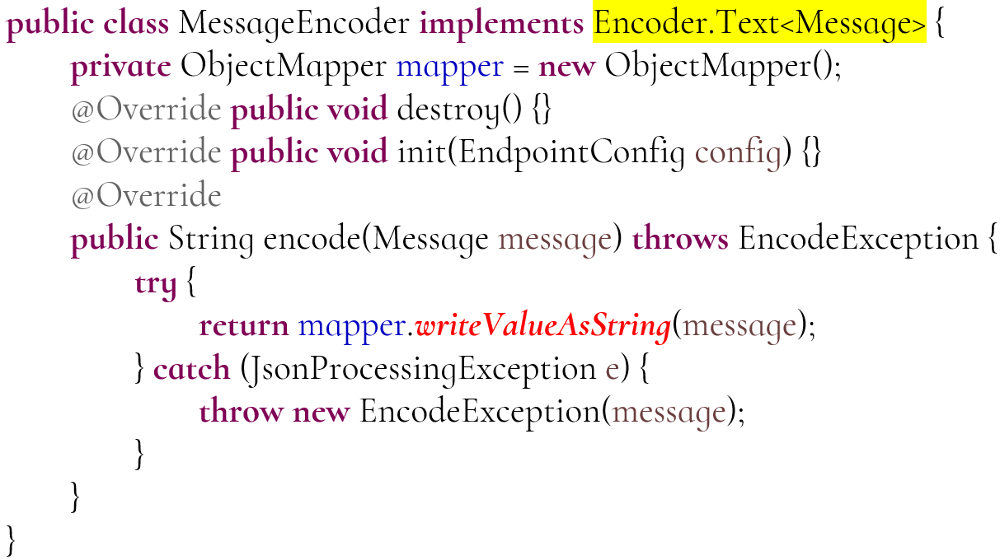 public class MessageEncoder implements Encoder.Text<Message> {
private ObjectMapper mapper = new ObjectMapper();
@Override public void destroy() {}
@Override public void init(EndpointConfig config) {}
@Override
public String encode(Message message) throws EncodeException {
try {
return mapper.writeValueAsString(message);
} catch (JsonProcessingException e) {
throw new EncodeException(message);
}
}
}